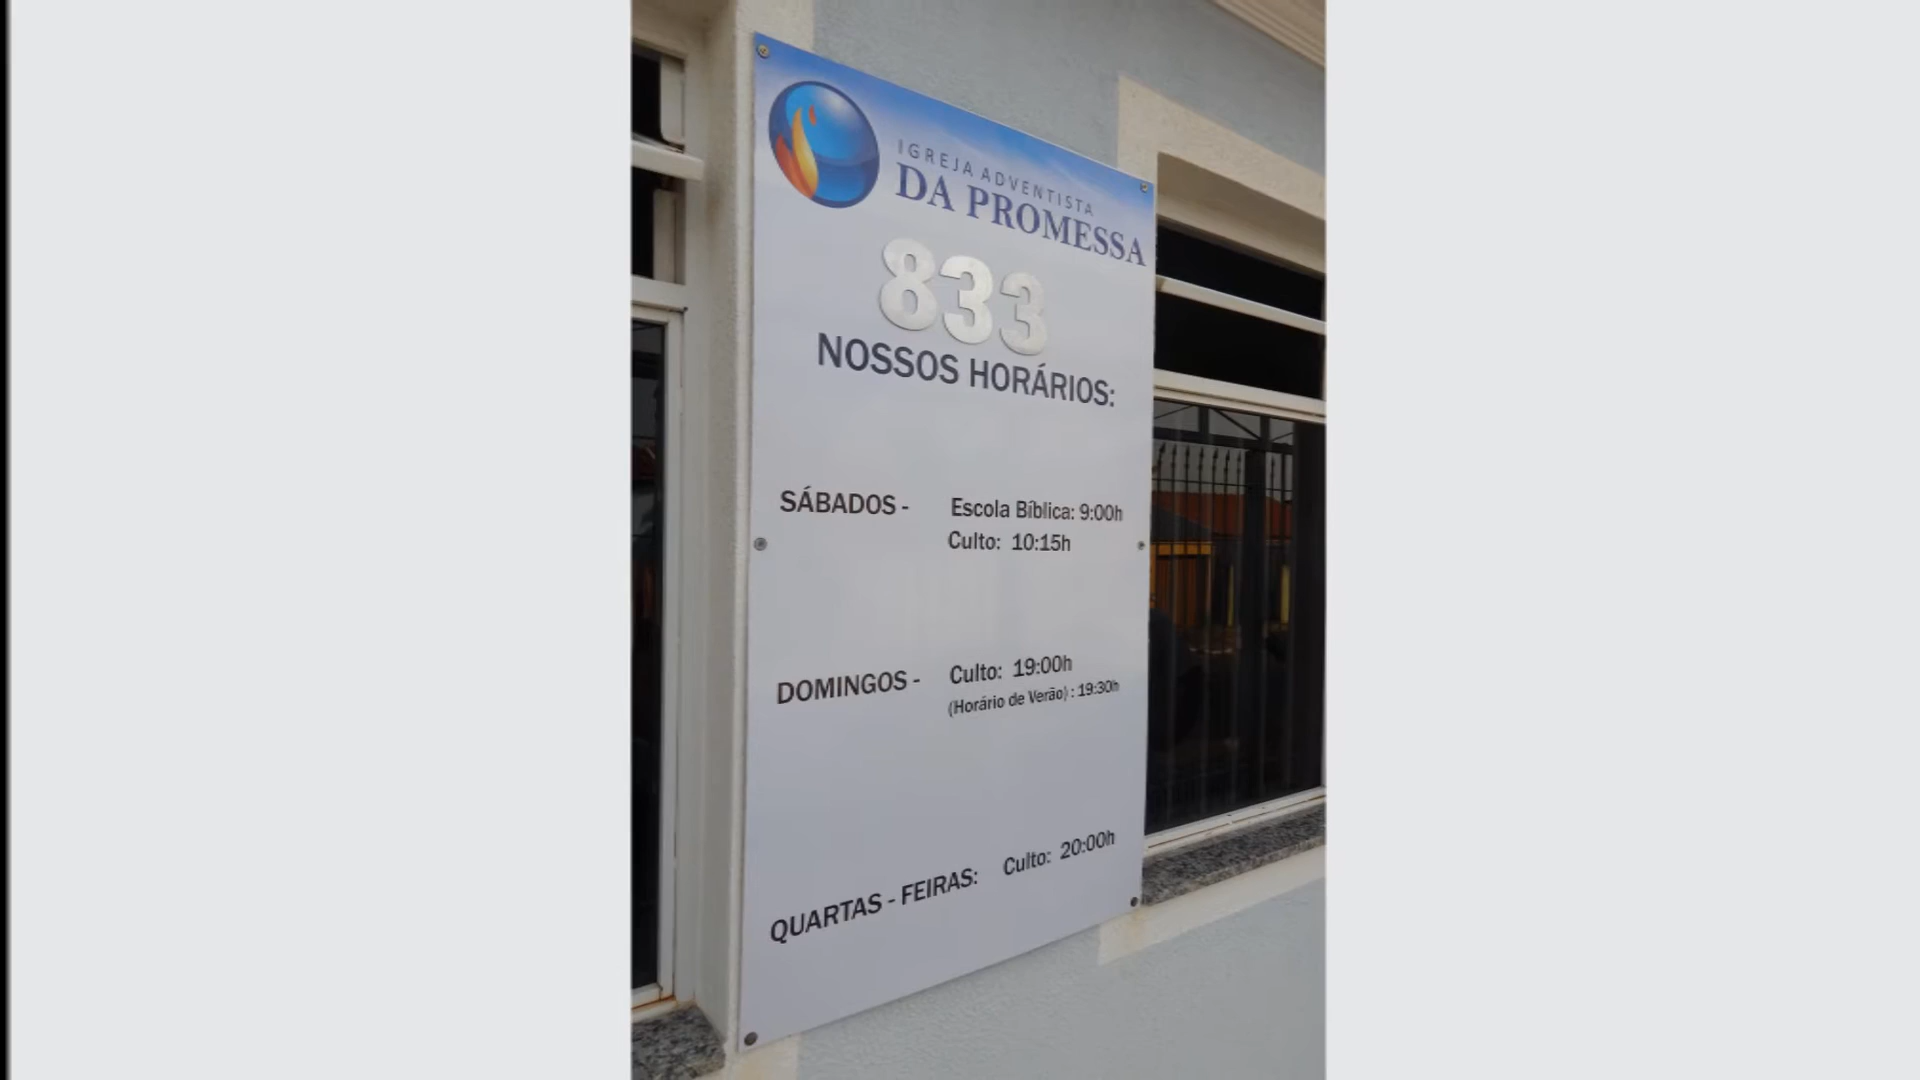 IGREJA ADVENTISTA
DA PROMESSA
833
NOSSOS HORÁRIOS:
SÁBADOS - Escola Bíblica: 9:00h
Culto: 10:15h
DOMINGOS - Culto: 19:00h
(Horário de Verão) : 19:30h
QUARTAS - FEIRAS: Culto: 20:00h